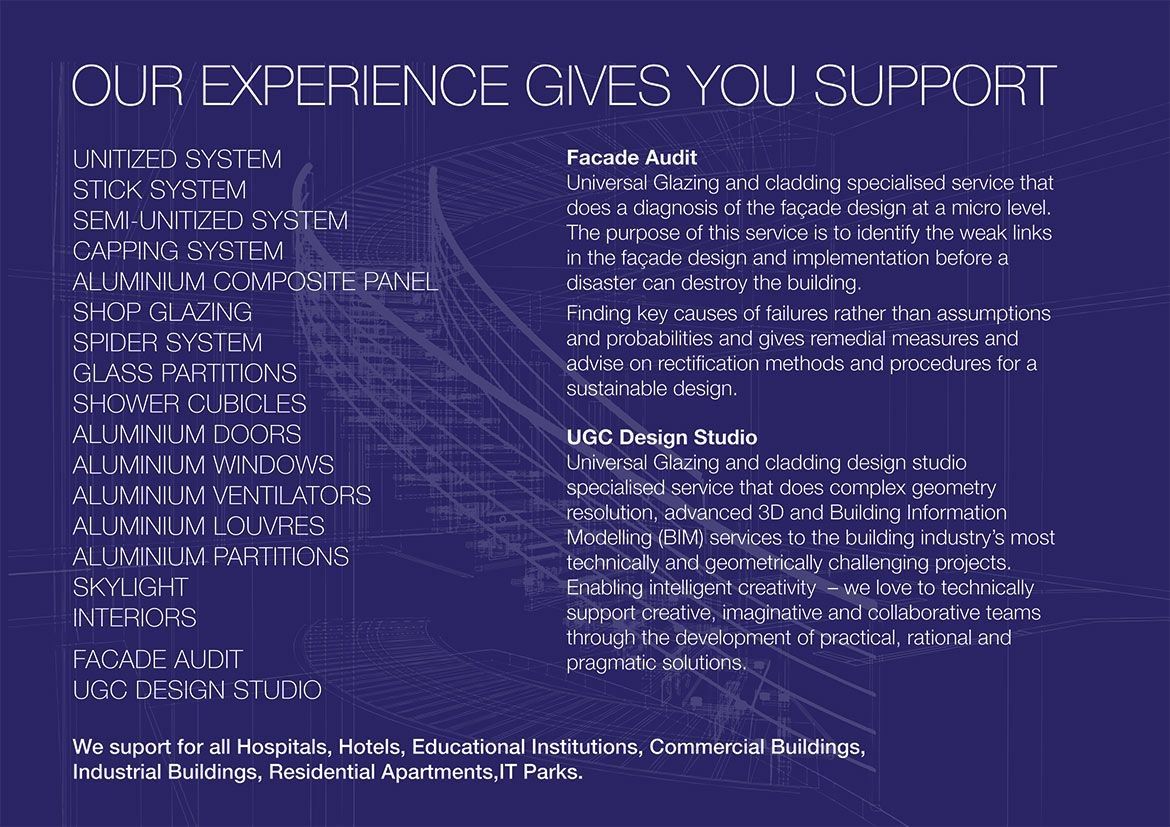 OUR EXPERIENCE GIVES YOU SUPPORT
UNITIZED SYSTEM
STICK SYSTEM
SEMI-UNITIZED SYSTEM
CAPPING SYSTEM
ALUMINIUM COMPOSITE PANEL
SHOP GLAZING
SPIDER SYSTEM
GLASS PARTITIONS
SHOWER CUBICLES
ALUMINIUM DOORS
ALUMINIUM WINDOWS
ALUMINIUM VENTILATORS
ALUMINIUM LOUVRES
ALUMINIUM PARTITIONS
SKYLIGHT
INTERIORS
FACADE AUDIT
UGC DESIGN STUDIO
Facade Audit
Universal Glazing and cladding specialised service that
does a diagnosis of the façade design at a micro level.
The purpose of this service is to identify the weak links
in the façade design and implementation before a
disaster can destroy the building.
Finding key causes of failures rather than assumptions
and probabilities and gives remedial measures and
advise on rectification methods and procedures for a
sustainable design.
UGC Design Studio
Universal Glazing and cladding design studio
specialised service that does complex geometry
resolution, advanced 3D and Building Information
Modelling (BIM) services to the building industry's most
technically and geometrically challenging projects.
Enabling intelligent creativity – we love to technically
support creative, imaginative and collaborative teams
through the development of practical, rational and
pragmatic solutions.
We suport for all Hospitals, Hotels, Educational Institutions, Commercial Buildings,
Industrial Buildings, Residential Apartments,IT Parks.